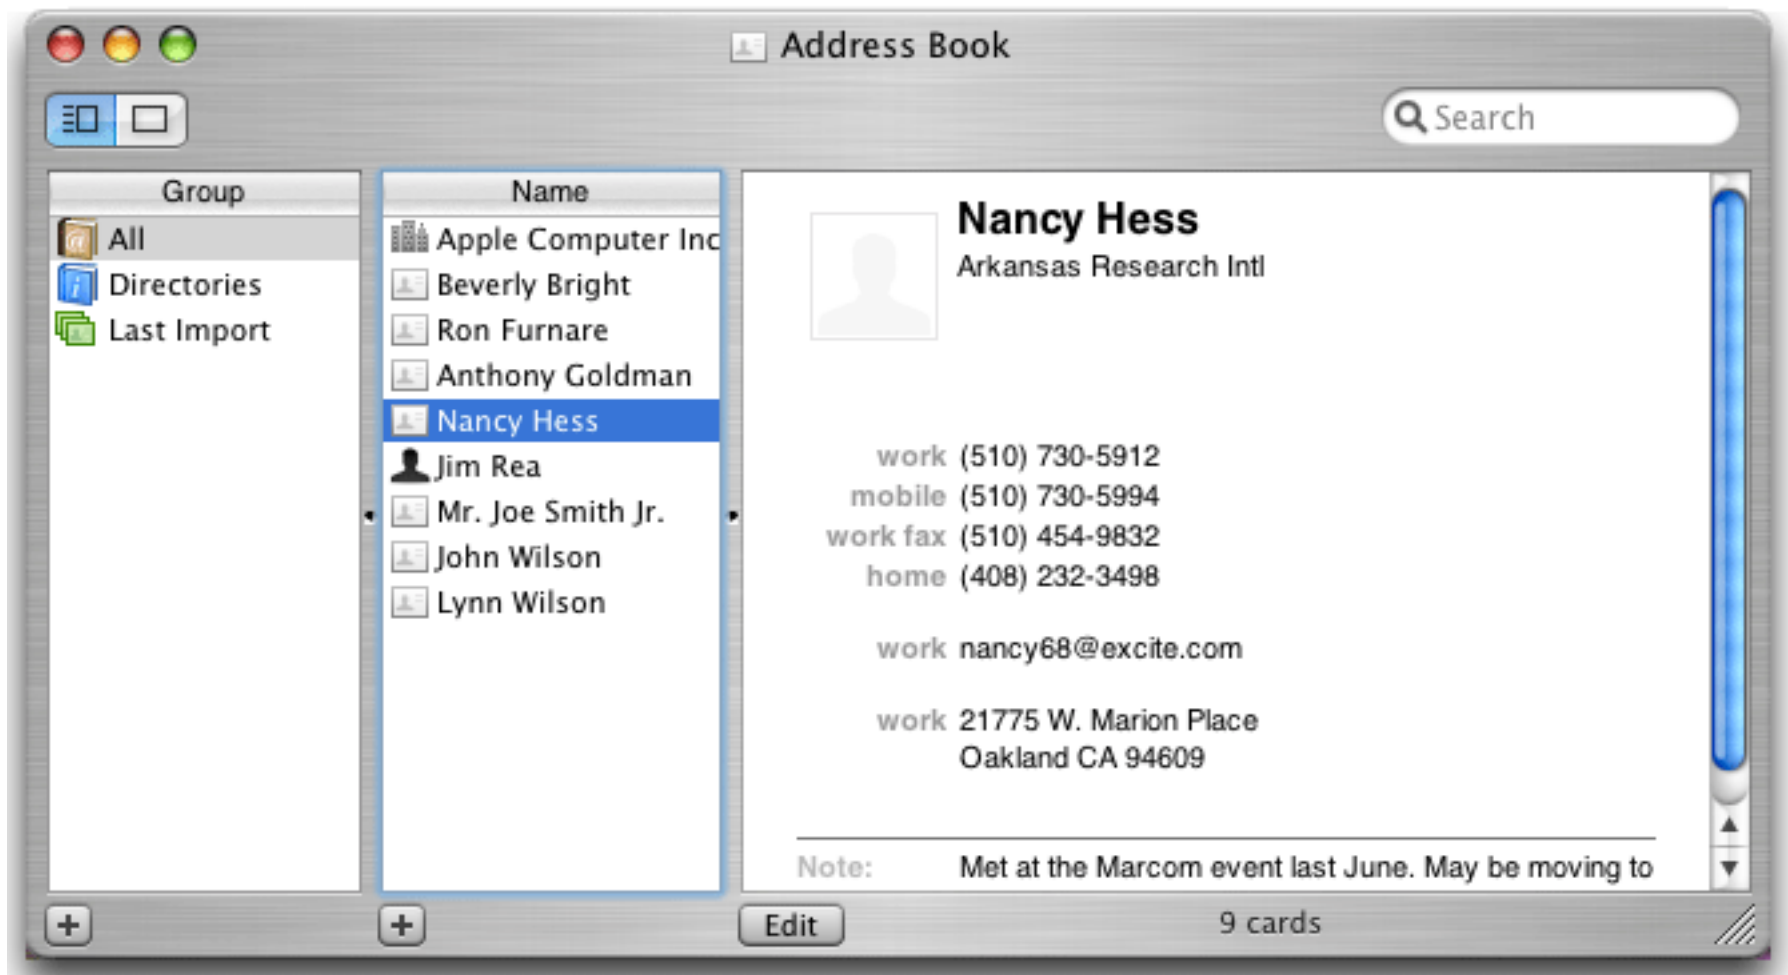 Address Book
Search
Group
All
Directories
Last Import
Name
Apple Computer Inc
Beverly Bright
Ron Furnare
Anthony Goldman
Nancy Hess
Jim Rea
Mr. Joe Smith Jr.
John Wilson
Lynn Wilson
Nancy Hess
Arkansas Research Intl
work (510) 730-5912
mobile (510) 730-5994
work fax (510) 454-9832
home (408) 232-3498
work nancy68@excite.com
work 21775 W. Marion Place
Oakland CA 94609
Note: Met at the Marcom event last June. May be moving to
Edit
9 cards